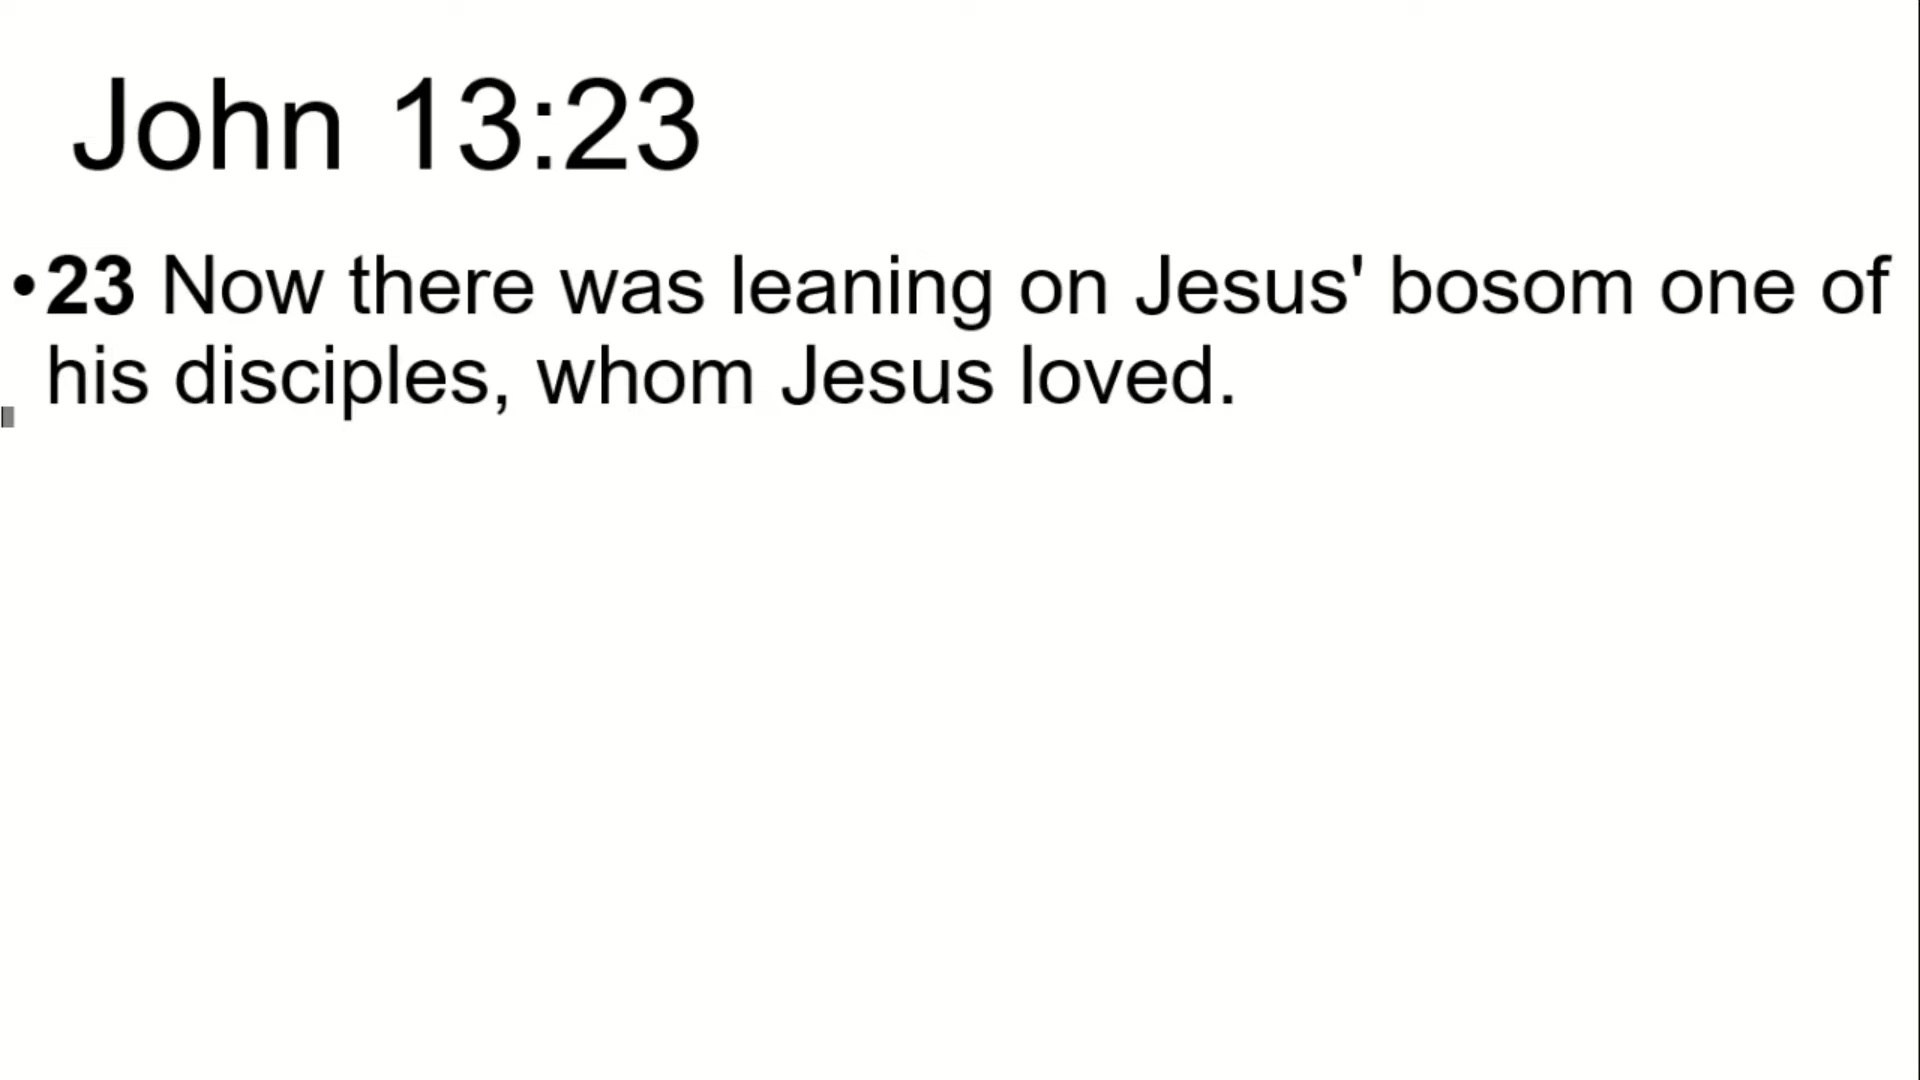 John 13:23
•23 Now there was leaning on Jesus' bosom one of
his disciples, whom Jesus loved.